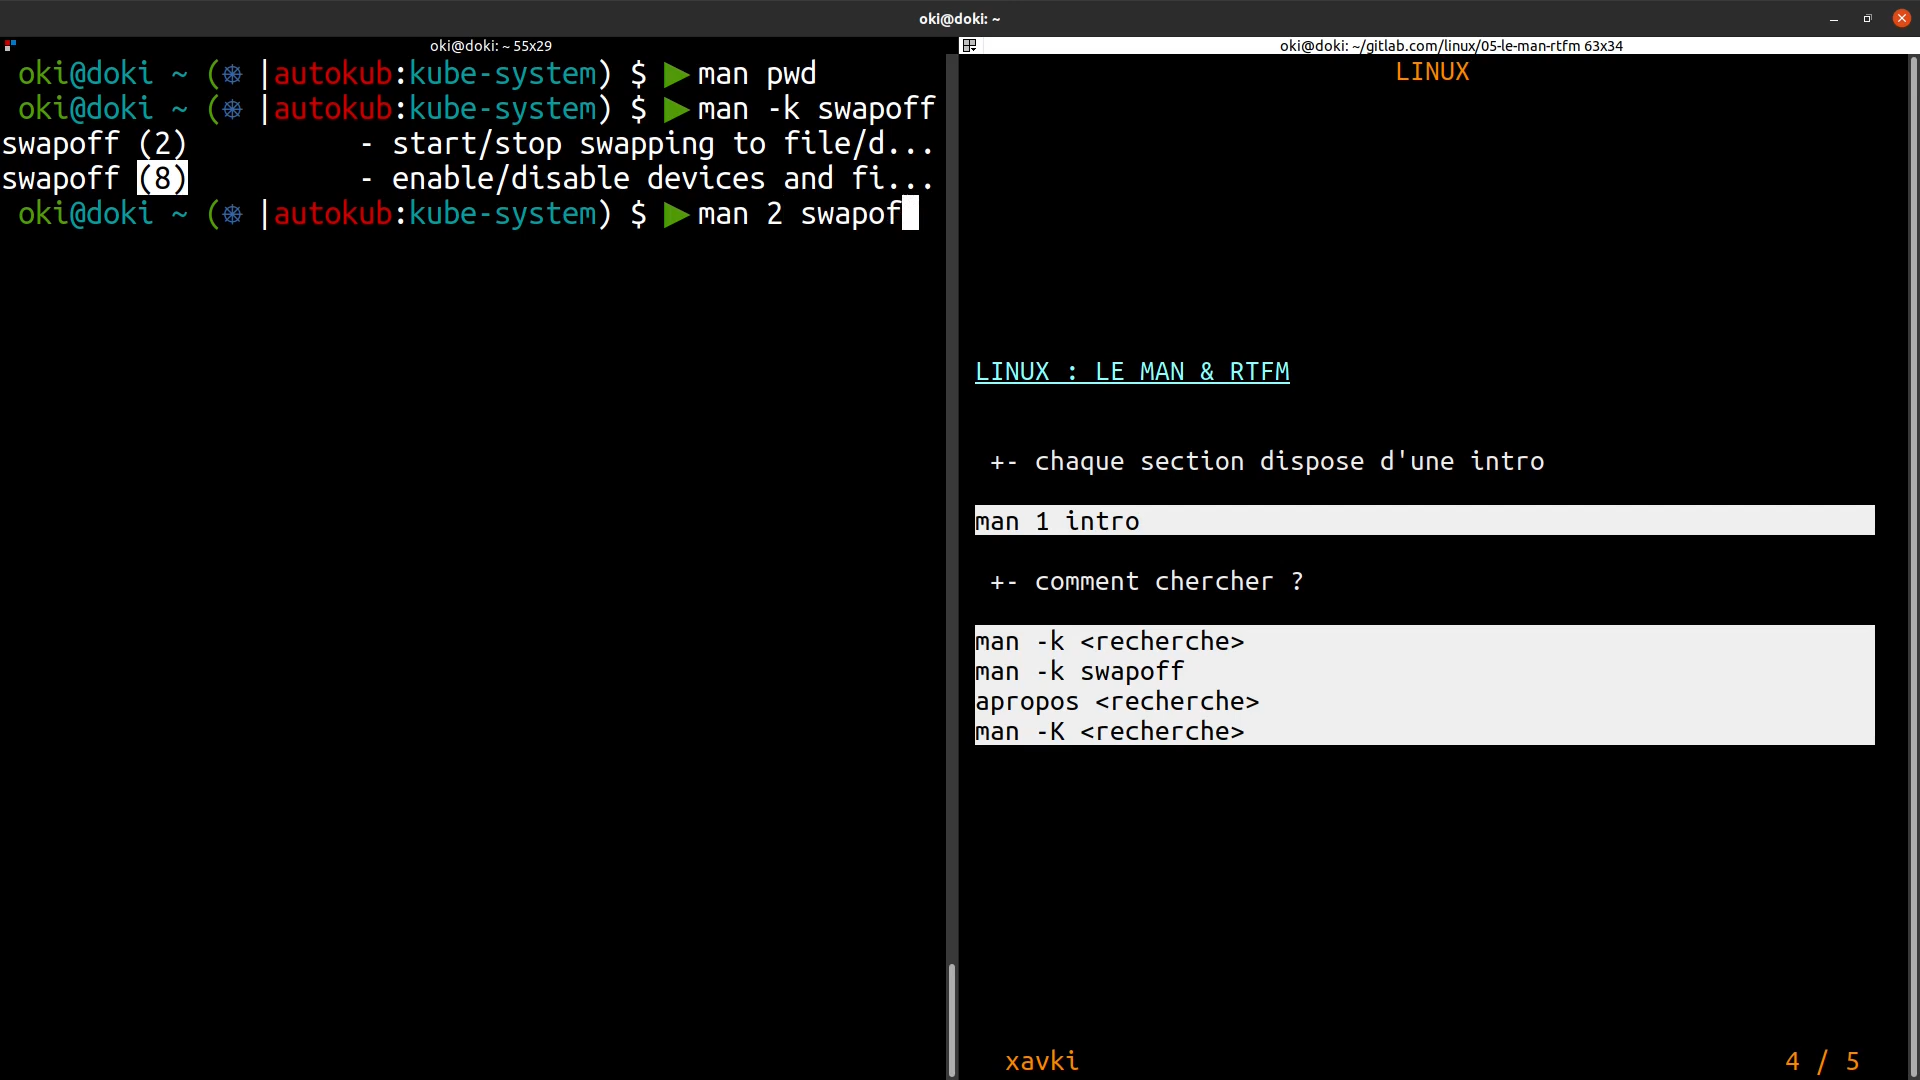 oki@doki: ~
oki@doki: ~ 55x29
oki@doki ~ (⎈ |autokub:kube-system) $ ▶man pwd
oki@doki ~ (⎈ |autokub:kube-system) $ ▶man -k swapoff
swapoff (2) - start/stop swapping to file/d...
swapoff (8) - enable/disable devices and fi...
oki@doki ~ (⎈ |autokub:kube-system) $ ▶man 2 swapof
oki@doki: ~/gitlab.com/linux/05-le-man-rtfm 63x34
LINUX
LINUX : LE MAN & RTFM
+- chaque section dispose d'une intro
man 1 intro
+- comment chercher ?
man -k <recherche>
man -k swapoff
apropos <recherche>
man -K <recherche>
xavki
4 / 5